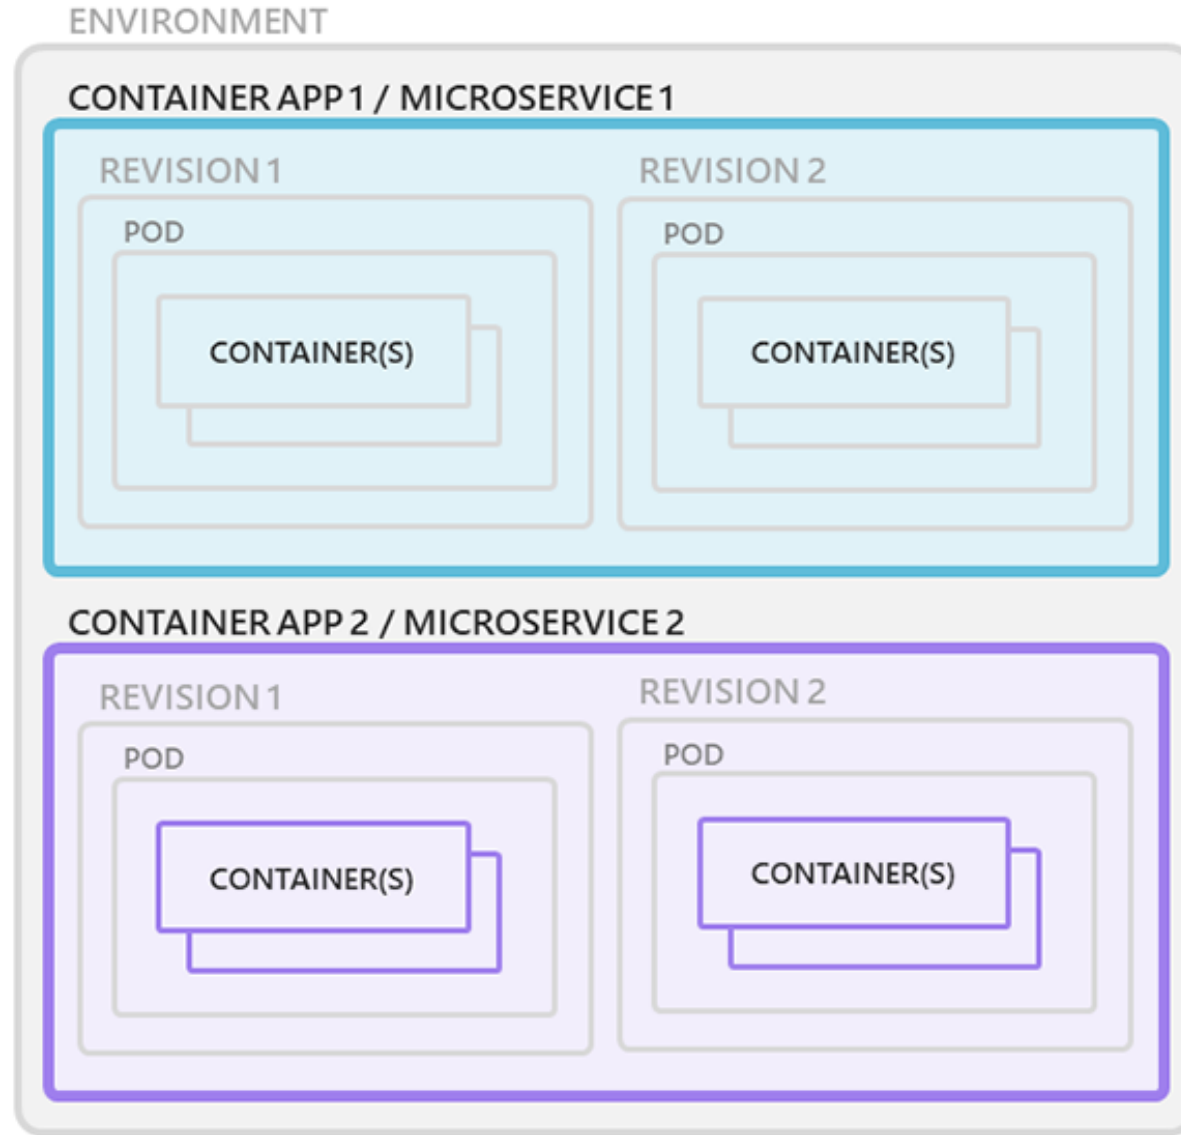 ENVIRONMENT
CONTAINER APP 1 / MICROSERVICE 1
REVISION 1
REVISION 2
POD
POD
CONTAINER(S)
CONTAINER(S)
CONTAINER APP 2 / MICROSERVICE 2
REVISION 1
REVISION 2
POD
POD
CONTAINER(S)
CONTAINER(S)